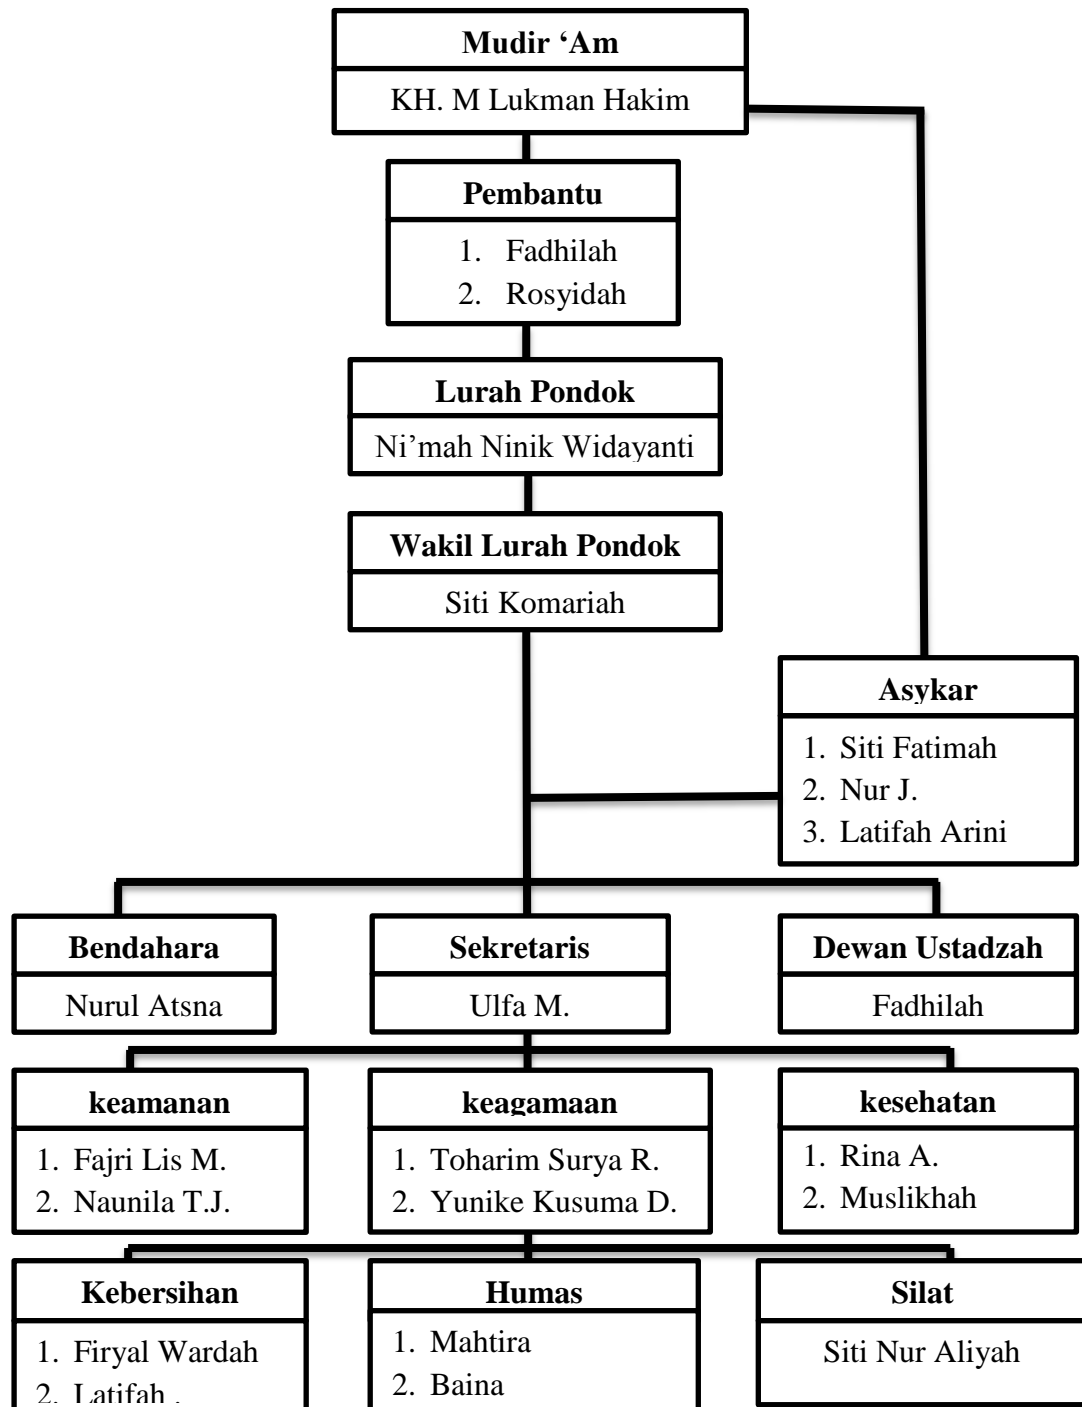 Mudir ‘Am
KH. M Lukman Hakim
Pembantu
1. Fadhilah
2. Rosyidah
Lurah Pondok
Ni’mah Ninik Widayanti
Wakil Lurah Pondok
Siti Komariah
Asykar
1. Siti Fatimah
2. Nur J.
3. Latifah Arini
Bendahara
Nurul Atsna
Sekretaris
Ulfa M.
Dewan Ustadzah
Fadhilah
keamanan
1. Fajri Lis M.
2. Naunila T.J.
keagamaan
1. Toharim Surya R.
2. Yunike Kusuma D.
kesehatan
1. Rina A.
2. Muslikhah
Kebersihan
1. Firyal Wardah
2. Latifah .
Humas
1. Mahtira
2. Baina
Silat
Siti Nur Aliyah